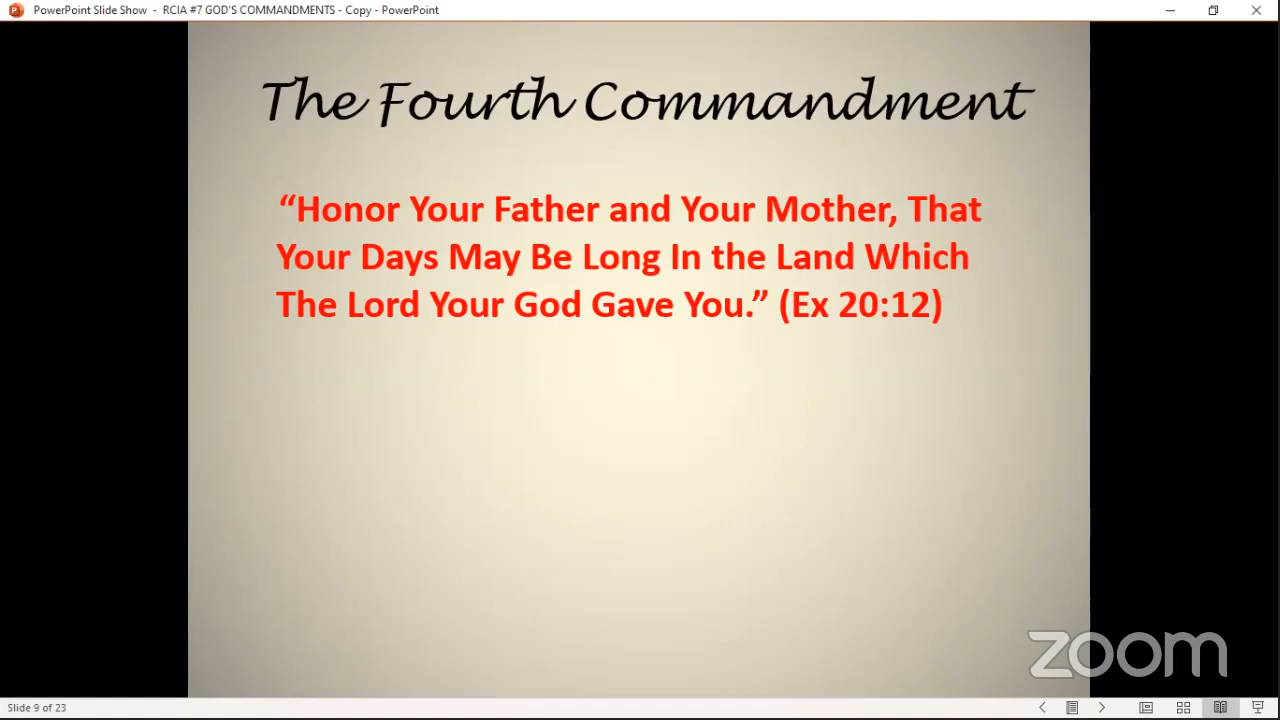 PowerPoint Slide Show - RCIA #7 GOD'S COMMANDMENTS - Copy - PowerPoint
The Fourth Commandment
“Honor Your Father and Your Mother, That
Your Days May Be Long In the Land Which
The Lord Your God Gave You.” (Ex 20:12)
zoom
Slide 9 of 23